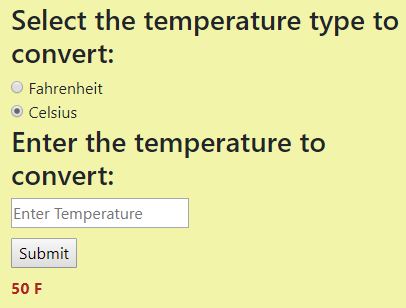 Select the temperature type to
convert:
Fahrenheit
Celsius
Enter the temperature to
convert:
Enter Temperature
Submit
50 F